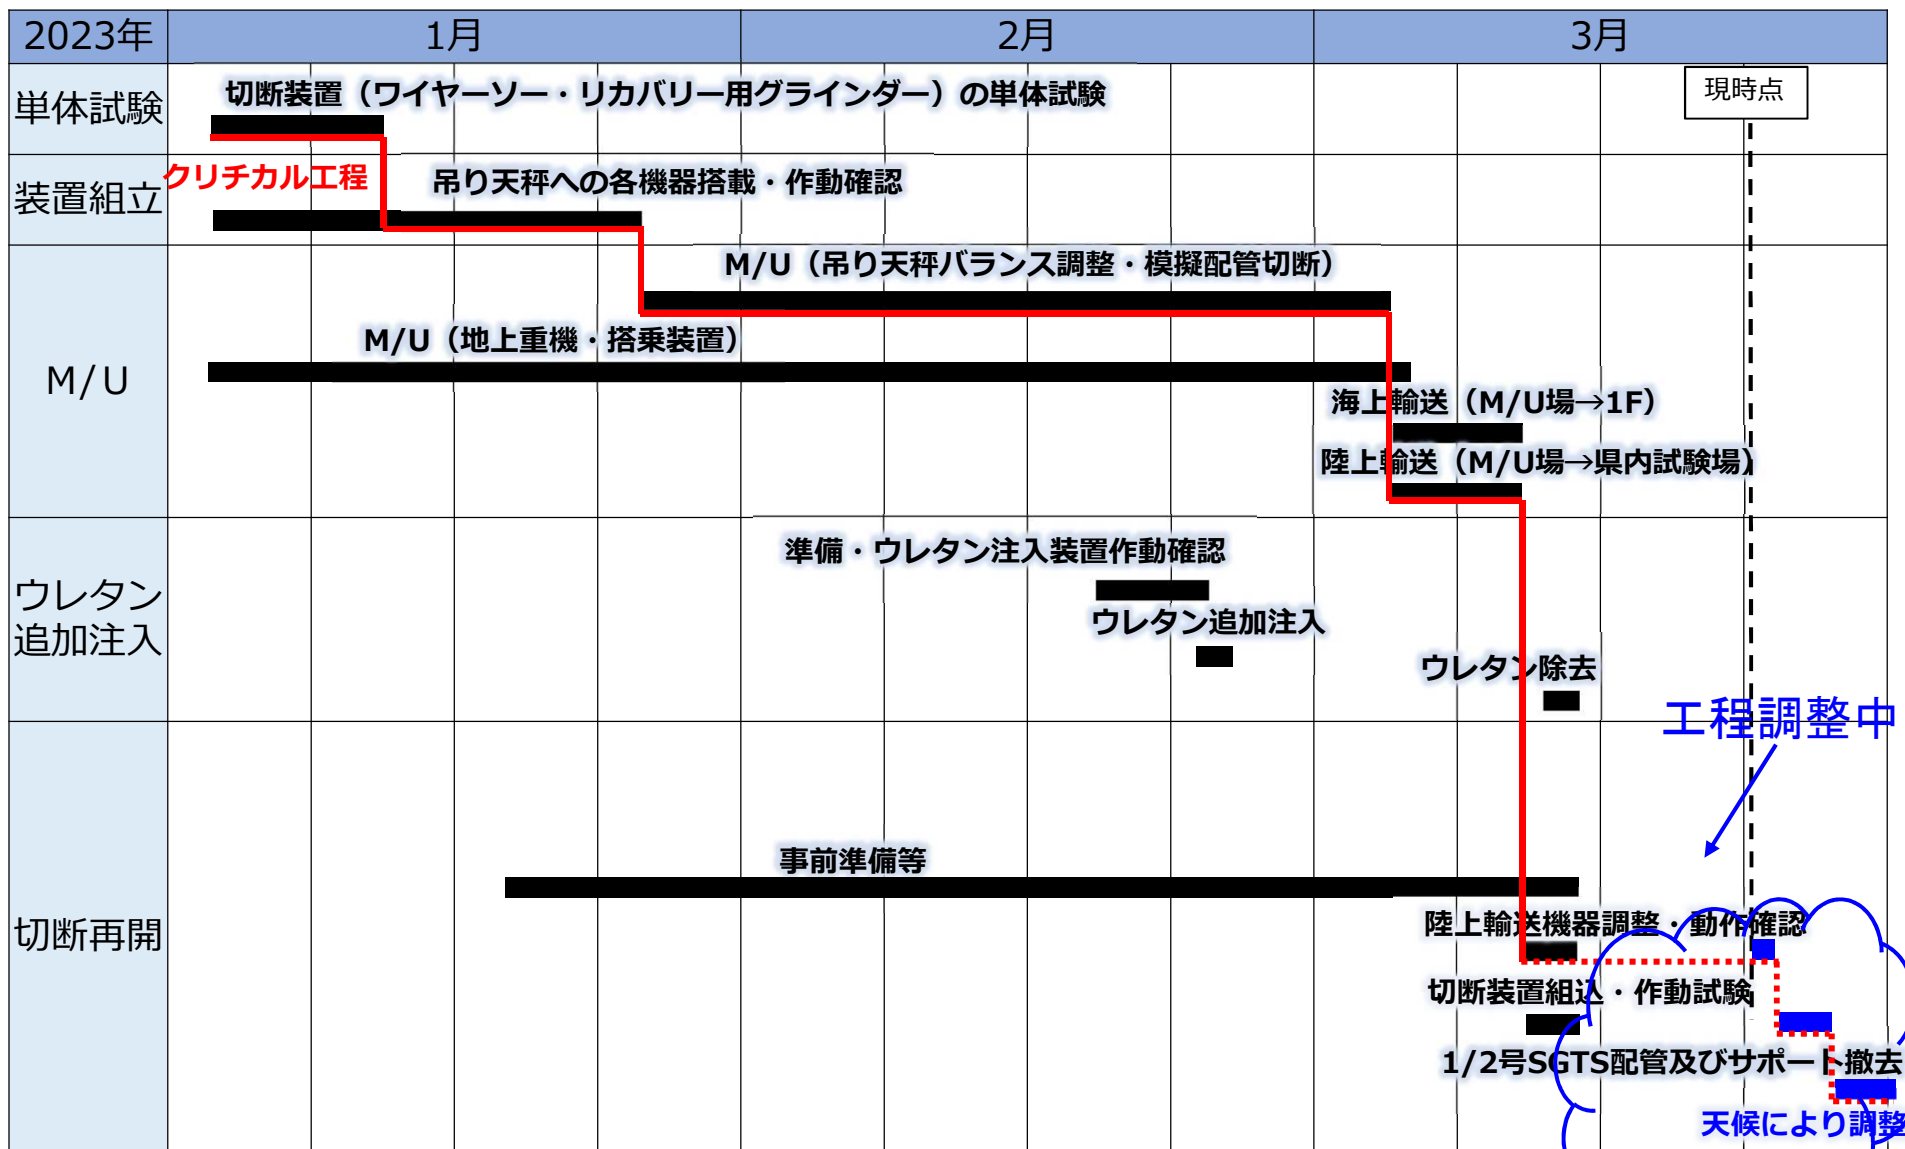 2023年 1月 2月 3月
現時点
単体試験
切断装置（ワイヤーソー・リカバリー用グラインダー）の単体試験
クリチカル工程
装置組立
吊り天秤への各機器搭載・作動確認
M/U
M/U（吊り天秤バランス調整・模擬配管切断）
M/U（地上重機・搭乗装置）
海上輸送（M/U場→1F）
陸上輸送（M/U場→県内試験場）
ウレタン
追加注入
準備・ウレタン注入装置作動確認
ウレタン追加注入
ウレタン除去
工程調整中
切断再開
事前準備等
陸上輸送機器調整・動作確認
切断装置組込・作動試験
1/2号SGTS配管及びサポート撤去
天候により調整